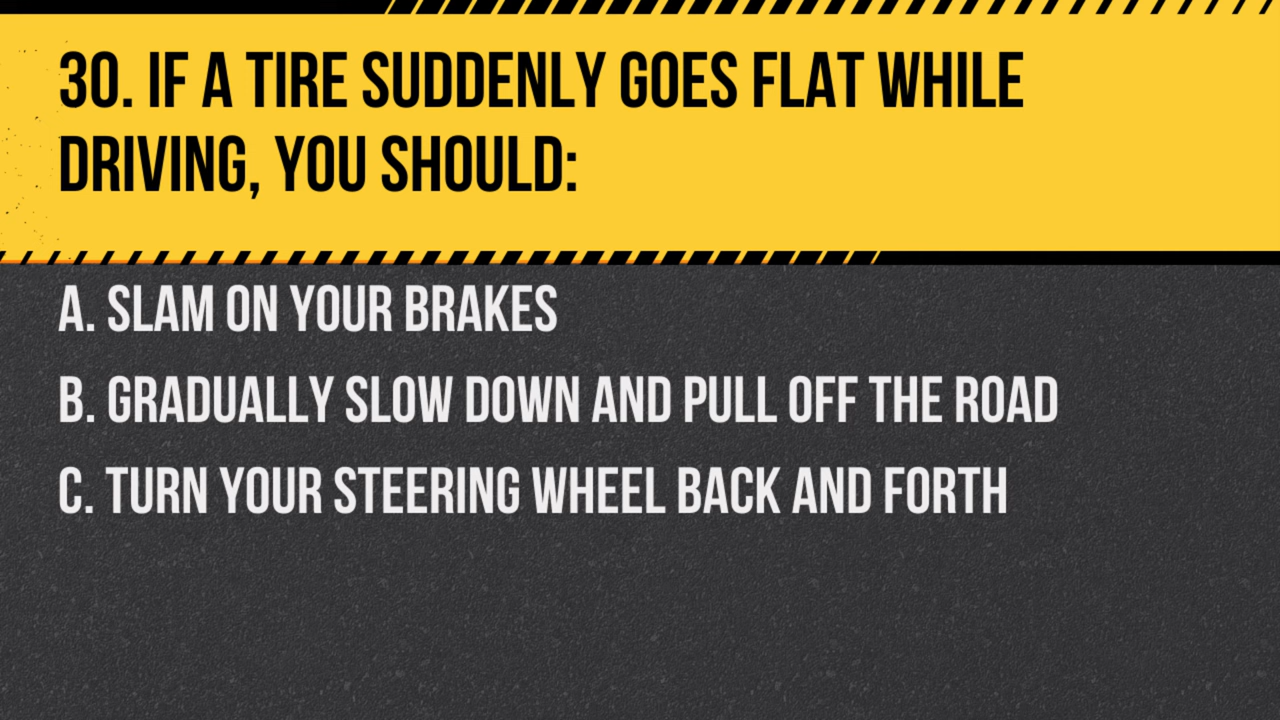 30. IF A TIRE SUDDENLY GOES FLAT WHILE
DRIVING, YOU SHOULD:
A. SLAM ON YOUR BRAKES
B. GRADUALLY SLOW DOWN AND PULL OFF THE ROAD
C. TURN YOUR STEERING WHEEL BACK AND FORTH